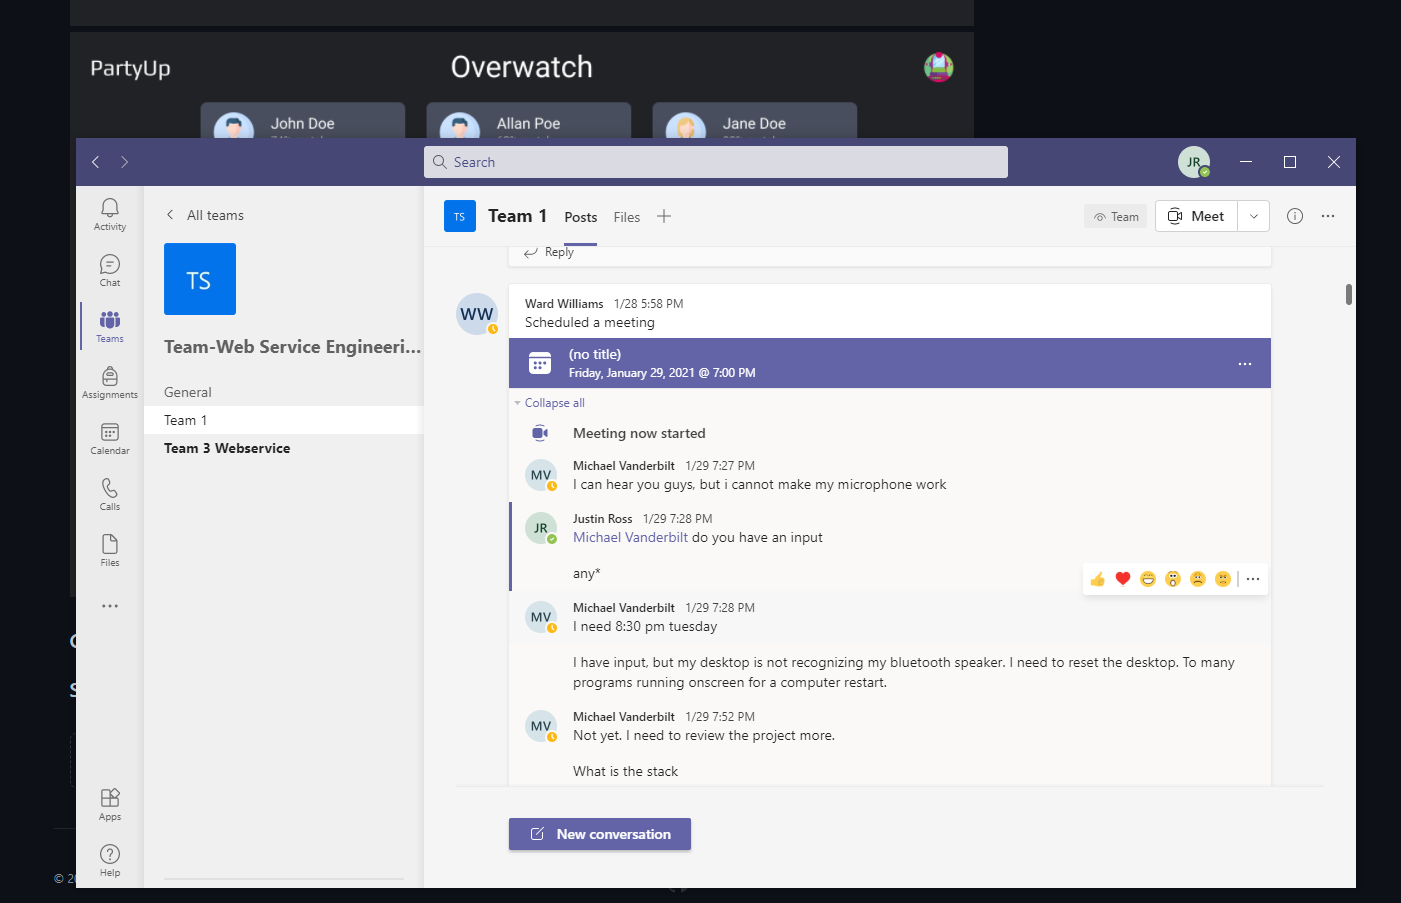 PartyUp
Overwatch
John Doe
Allan Poe
Jane Doe
Search
JR
Activity
Chat
Teams
Assignments
Calendar
Calls
Files
Apps
Help
All teams
TS
Team-Web Service Engineeri...
General
Team 1
Team 3 Webservice
TS
Team 1
Posts
Files
Team
Meet
Reply
WW
Ward Williams 1/28 5:58 PM
Scheduled a meeting
(no title)
Friday, January 29, 2021 @ 7:00 PM
Collapse all
Meeting now started
MV
Michael Vanderbilt 1/29 7:27 PM
I can hear you guys, but i cannot make my microphone work
JR
Justin Ross 1/29 7:28 PM
Michael Vanderbilt do you have an input
any*
MV
Michael Vanderbilt 1/29 7:28 PM
I need 8:30 pm tuesday
I have input, but my desktop is not recognizing my bluetooth speaker. I need to reset the desktop. To many
programs running onscreen for a computer restart.
MV
Michael Vanderbilt 1/29 7:52 PM
Not yet. I need to review the project more.
What is the stack
New conversation